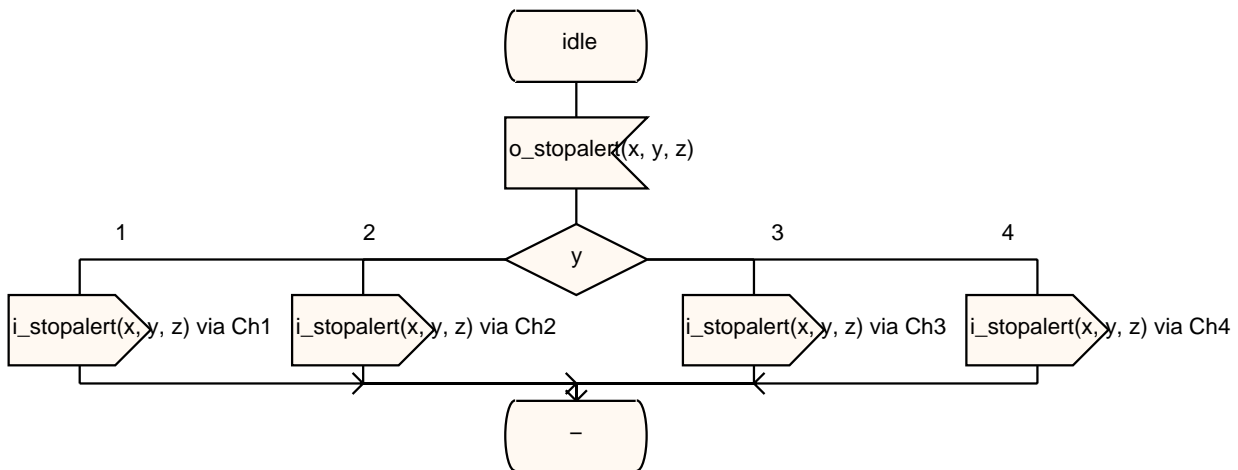 idle
o_stopalert(x, y, z)
1
2
y
3
4
i_stopalert(x, y, z) via Ch1
i_stopalert(x, y, z) via Ch2
i_stopalert(x, y, z) via Ch3
i_stopalert(x, y, z) via Ch4
–